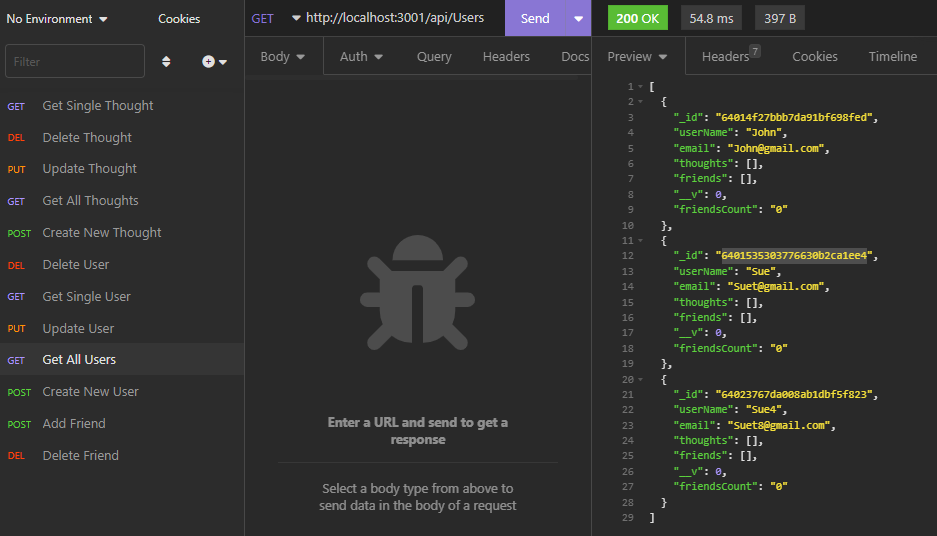 No Environment
Cookies
Filter
GET Get Single Thought
DEL Delete Thought
PUT Update Thought
GET Get All Thoughts
POST Create New Thought
DEL Delete User
GET Get Single User
PUT Update User
GET Get All Users
POST Create New User
POST Add Friend
DEL Delete Friend
GET http://localhost:3001/api/Users Send
Body Auth Query Headers Docs
Enter a URL and send to get a
response
Select a body type from above to
send data in the body of a request
200 OK 54.8 ms 397 B
Preview Headers 7 Cookies Timeline
1 [
2 {
3 "_id": "64014f27bbb7da91bf698fed",
4 "userName": "John",
5 "email": "John@gmail.com",
6 "thoughts": [],
7 "friends": [],
8 "__v": 0,
9 "friendsCount": "0"
10 },
11 {
12 "_id": "6401535303776630b2ca1ee4",
13 "userName": "Sue",
14 "email": "Suet@gmail.com",
15 "thoughts": [],
16 "friends": [],
17 "__v": 0,
18 "friendsCount": "0"
19 },
20 {
21 "_id": "64023767da008ab1dbf5f823",
22 "userName": "Sue4",
23 "email": "Suet8@gmail.com",
24 "thoughts": [],
25 "friends": [],
26 "__v": 0,
27 "friendsCount": "0"
28 }
29 ]